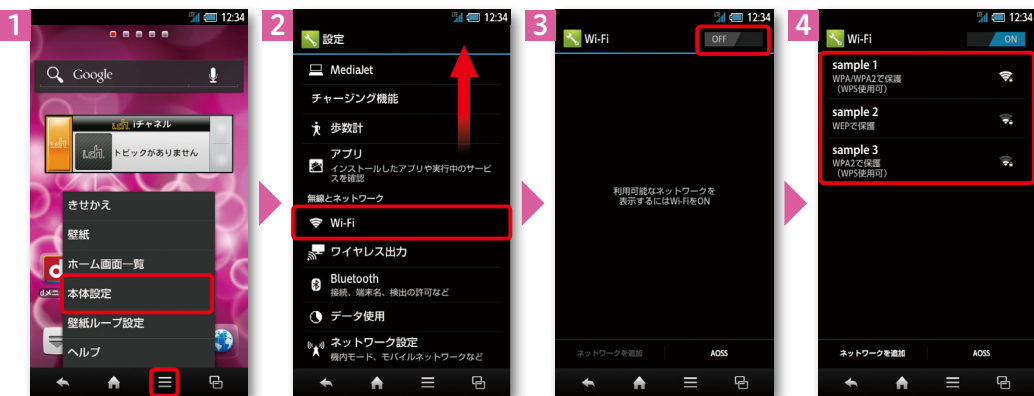 1
12:34
Google
i.ch.
iチャネル
i.ch.
トピックがありません
きせかえ
壁紙
ホーム画面一覧
dメニ
本体設定
壁紙ループ設定
ヘルプ
2
12:34
設定
MediaJet
チャージング機能
歩数計
アプリ
インストールしたアプリや実行中のサービ
スを確認
無線とネットワーク
Wi-Fi
ワイヤレス出力
Bluetooth
接続、端末名、検出の許可など
データ使用
ネットワーク設定
機内モード、モバイルネットワークなど
3
12:34
Wi-Fi
OFF
利用可能なネットワークを
表示するにはWi-FiをON
ネットワークを追加
AOSS
4
12:34
Wi-Fi
ON
sample 1
WPA/WPA2で保護
（WPS使用可）
sample 2
WEPで保護
sample 3
WPA2で保護
（WPS使用可）
ネットワークを追加
AOSS